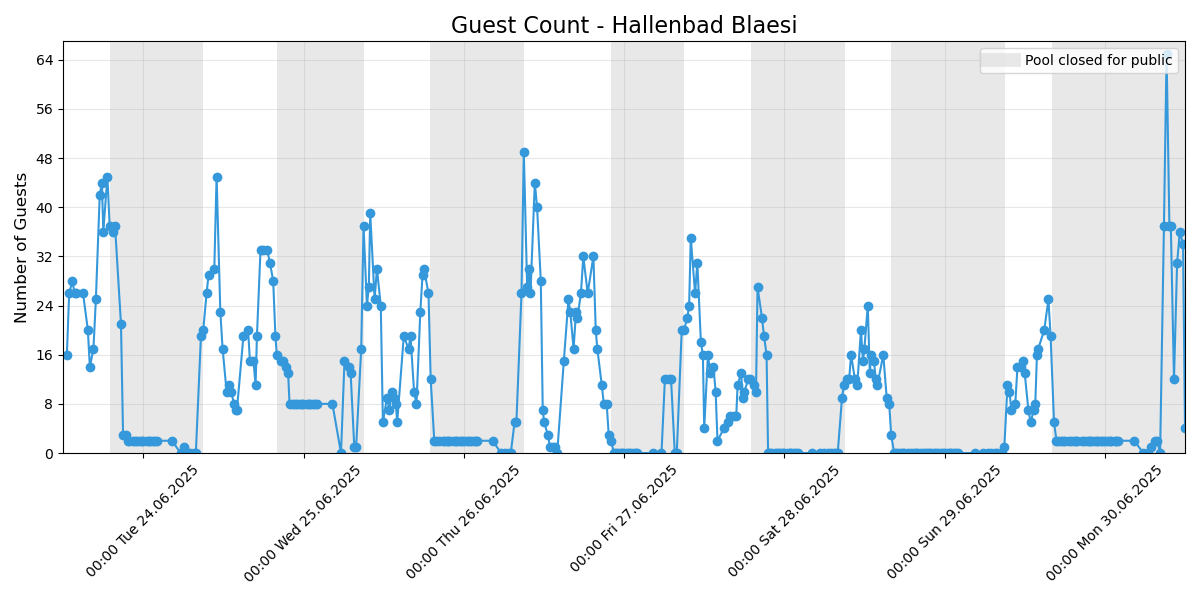 Guest Count - Hallenbad Blaesi
Pool closed for public
Number of Guests
64
56
48
40
32
24
16
8
0
00:00 Tue 24.06.2025
00:00 Wed 25.06.2025
00:00 Thu 26.06.2025
00:00 Fri 27.06.2025
00:00 Sat 28.06.2025
00:00 Sun 29.06.2025
00:00 Mon 30.06.2025